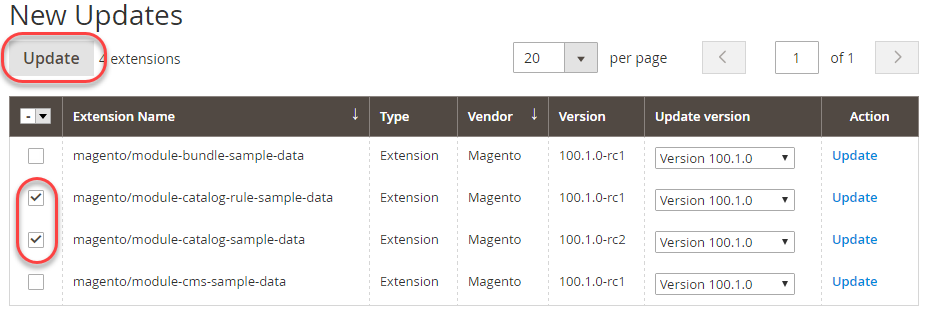 New Updates
Update 4 extensions 20 per page 1 of 1
- Extension Name ↓ Type Vendor ↓ Version Update version Action
magento/module-bundle-sample-data Extension Magento 100.1.0-rc1 Version 100.1.0 Update
magento/module-catalog-rule-sample-data Extension Magento 100.1.0-rc1 Version 100.1.0 Update
magento/module-catalog-sample-data Extension Magento 100.1.0-rc2 Version 100.1.0 Update
magento/module-cms-sample-data Extension Magento 100.1.0-rc1 Version 100.1.0 Update